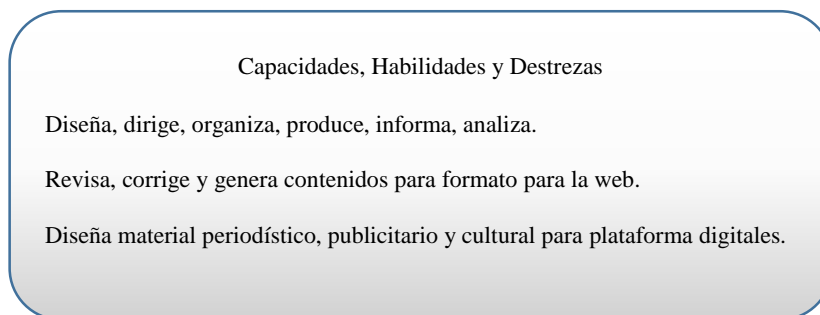 Capacidades, Habilidades y Destrezas
Diseña, dirige, organiza, produce, informa, analiza.
Revisa, corrige y genera contenidos para formato para la web.
Diseña material periodístico, publicitario y cultural para plataforma digitales.